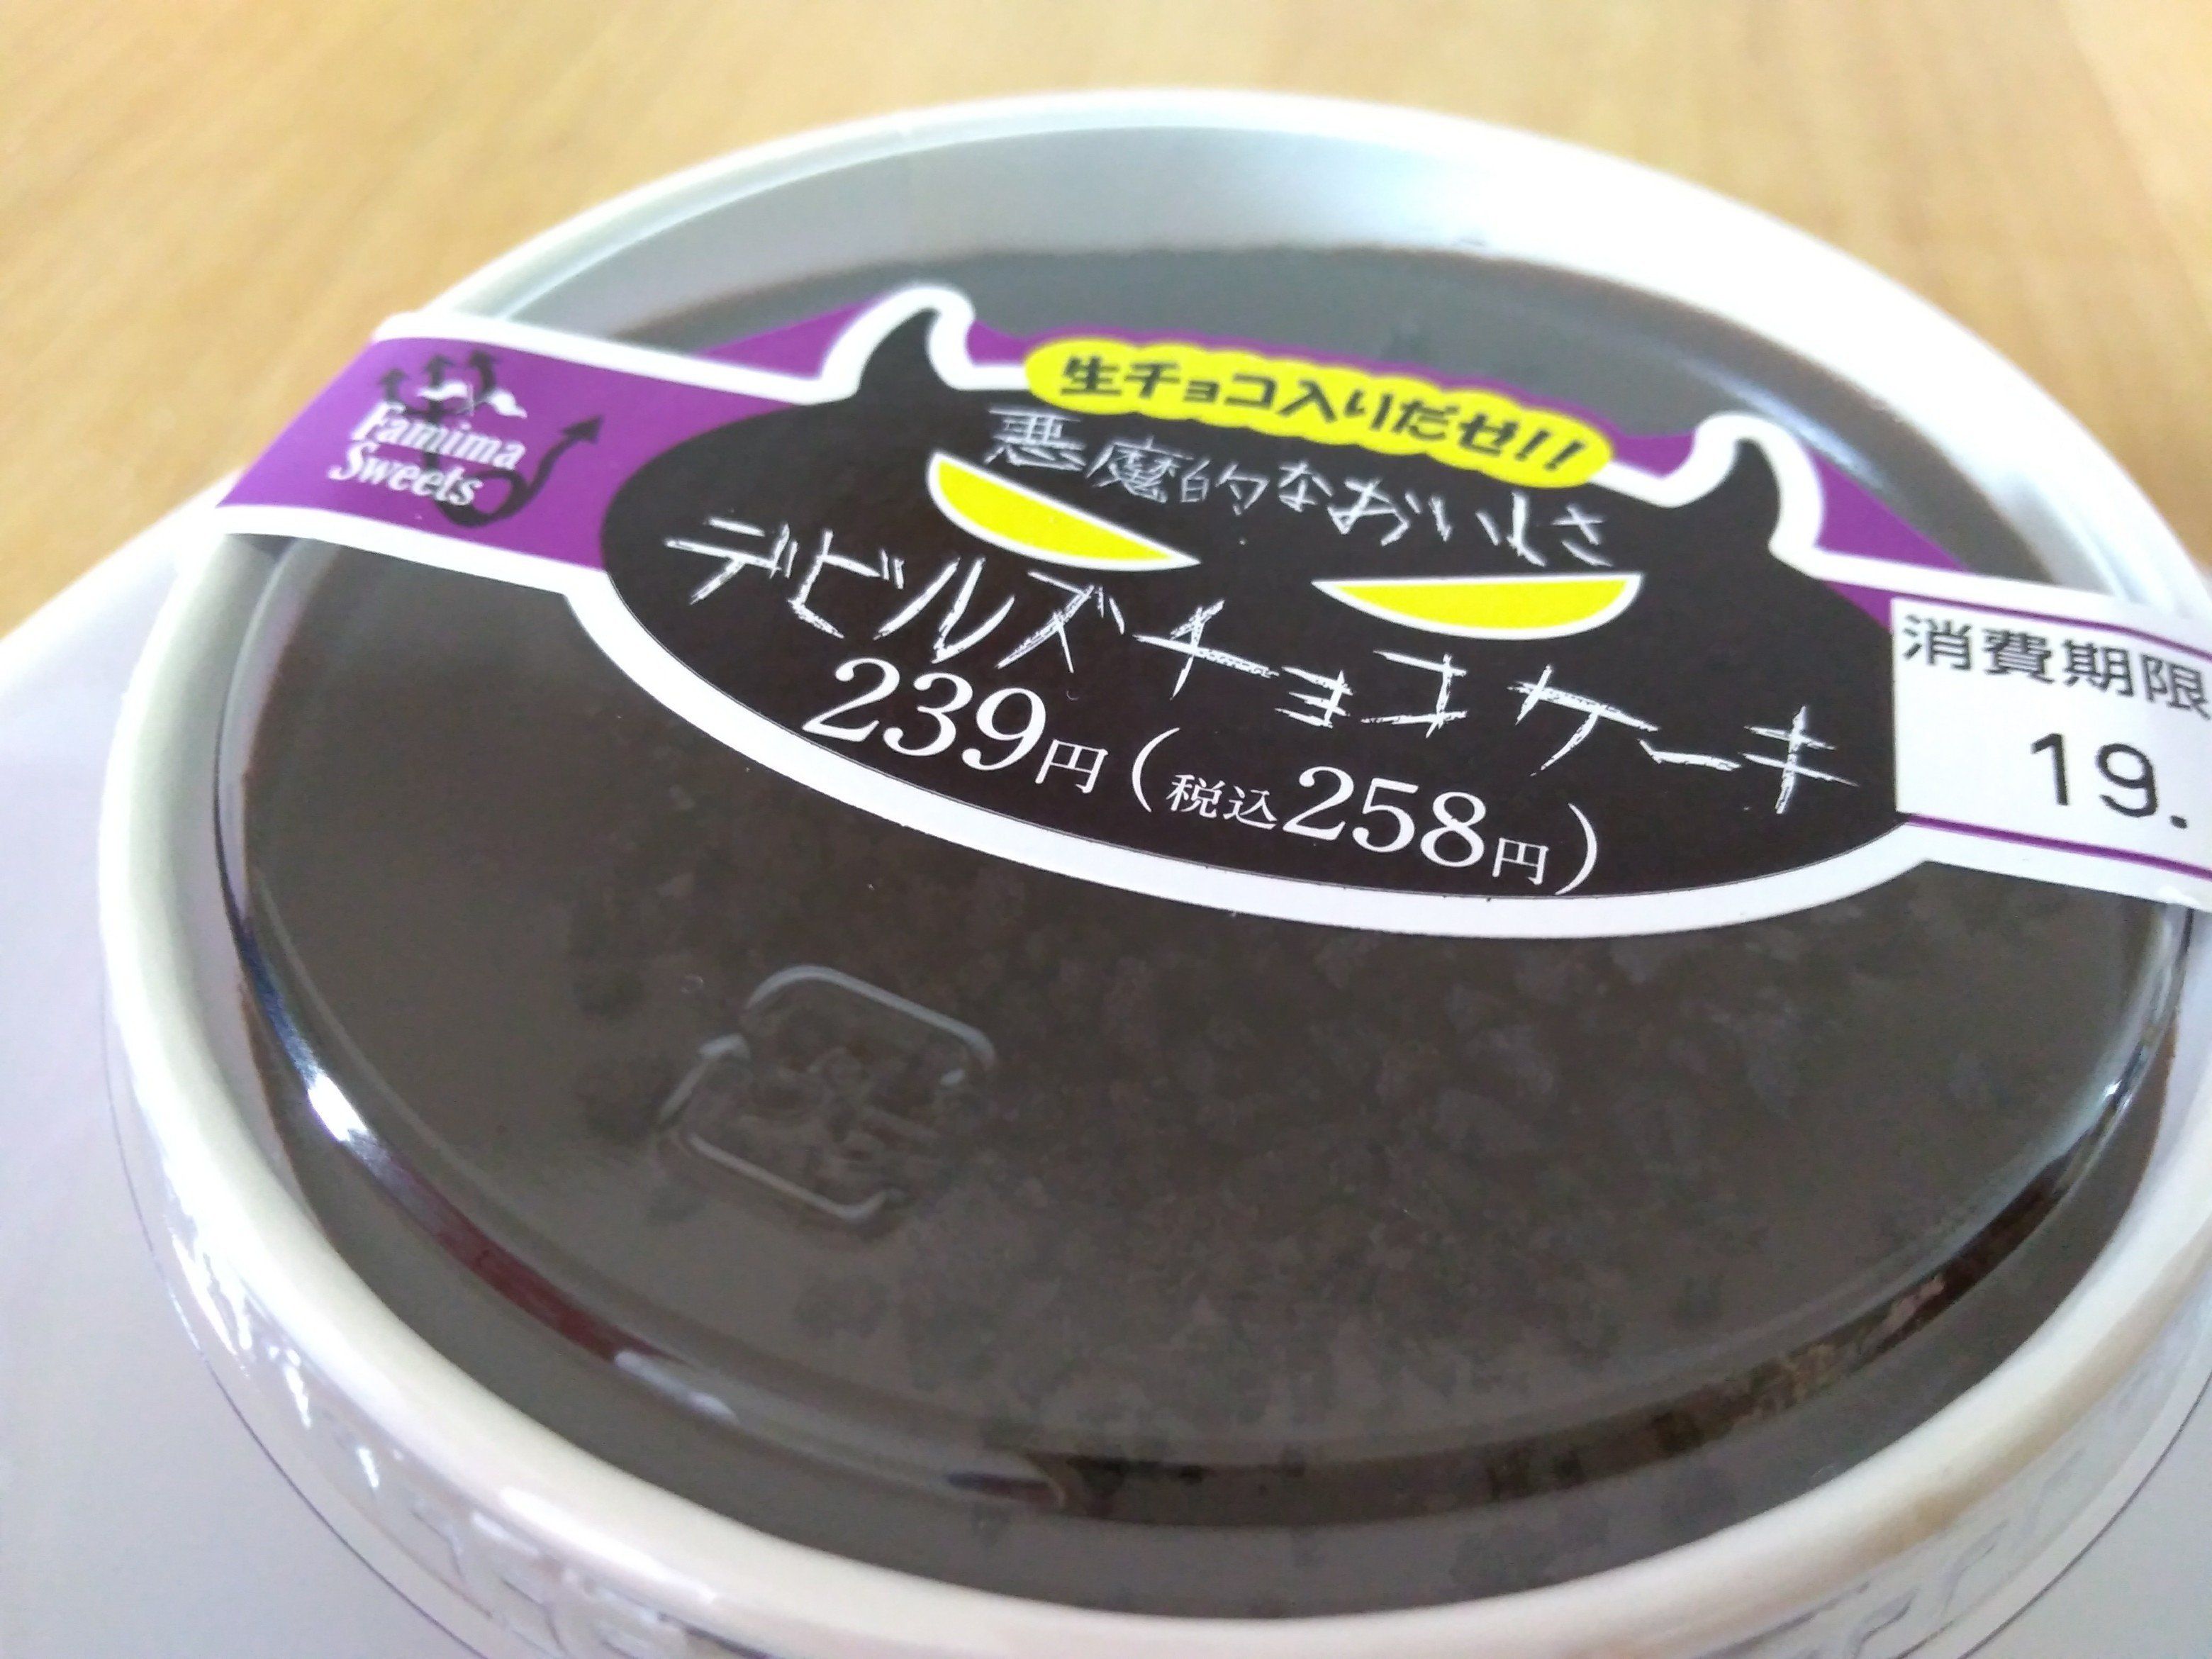 Famima
Sweets
生チョコ入りだぜ!!
悪魔的なおいしさ
デビルズチョコケーキ
239円(税込258円)
消費期限
19.